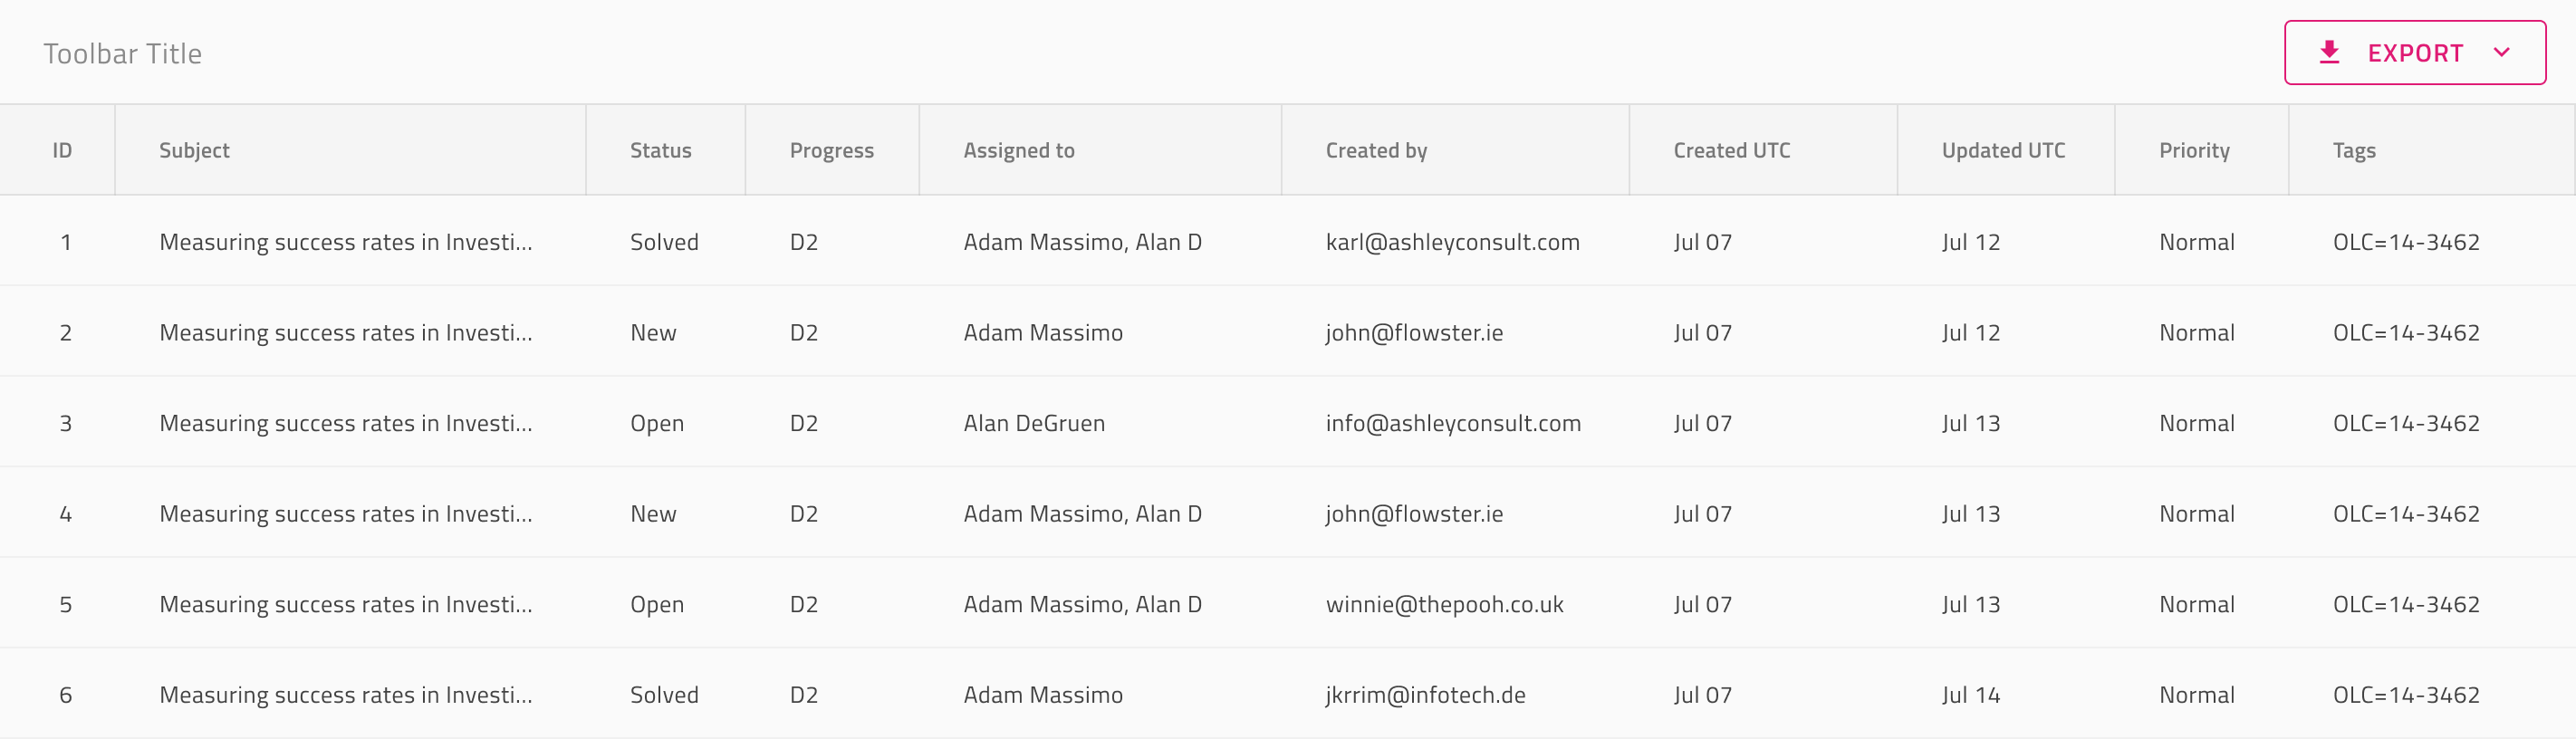 Toolbar Title
EXPORT
ID Subject Status Progress Assigned to Created by Created UTC Updated UTC Priority Tags
1 Measuring success rates in Investi... Solved D2 Adam Massimo, Alan D karl@ashleyconsult.com Jul 07 Jul 12 Normal OLC=14-3462
2 Measuring success rates in Investi... New D2 Adam Massimo john@flowster.ie Jul 07 Jul 12 Normal OLC=14-3462
3 Measuring success rates in Investi... Open D2 Alan DeGruen info@ashleyconsult.com Jul 07 Jul 13 Normal OLC=14-3462
4 Measuring success rates in Investi... New D2 Adam Massimo, Alan D john@flowster.ie Jul 07 Jul 13 Normal OLC=14-3462
5 Measuring success rates in Investi... Open D2 Adam Massimo, Alan D winnie@thepooh.co.uk Jul 07 Jul 13 Normal OLC=14-3462
6 Measuring success rates in Investi... Solved D2 Adam Massimo jkrrim@infotech.de Jul 07 Jul 14 Normal OLC=14-3462